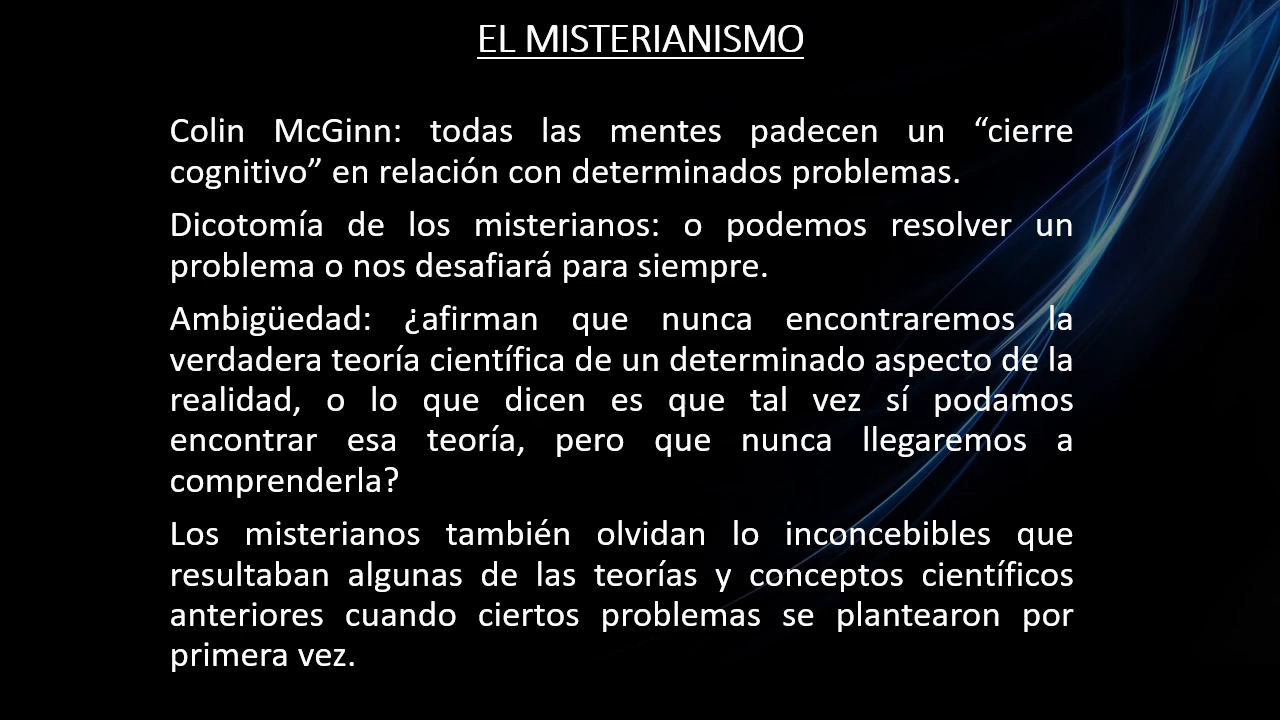 EL MISTERIANISMO
Colin McGinn: todas las mentes padecen un “cierre
cognitivo” en relación con determinados problemas.
Dicotomía de los misterianos: o podemos resolver un
problema o nos desafiará para siempre.
Ambigüedad: ¿afirman que nunca encontraremos la
verdadera teoría científica de un determinado aspecto de la
realidad, o lo que dicen es que tal vez sí podamos
encontrar esa teoría, pero que nunca llegaremos a
comprenderla?
Los misterianos también olvidan lo inconcebibles que
resultaban algunas de las teorías y conceptos científicos
anteriores cuando ciertos problemas se plantearon por
primera vez.